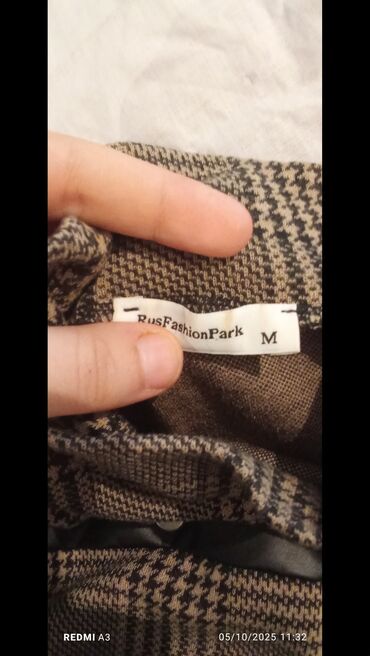 RusFashionPark M
REDMI A3 05/10/2025 11:32